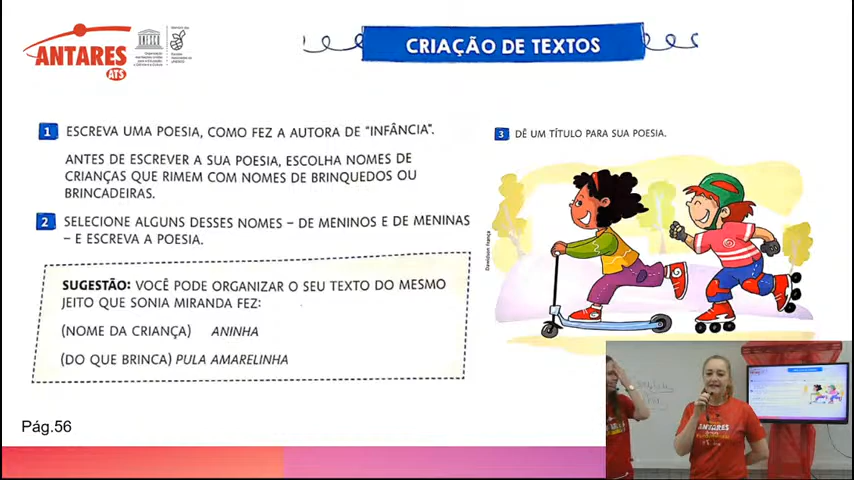 ANTARES
ATS
CRIAÇÃO DE TEXTOS
1 ESCREVA UMA POESIA, COMO FEZ A AUTORA DE "INFÂNCIA".
ANTES DE ESCREVER A SUA POESIA, ESCOLHA NOMES DE
CRIANÇAS QUE RIMEM COM NOMES DE BRINQUEDOS OU
BRINCADEIRAS.
2 SELECIONE ALGUNS DESSES NOMES – DE MENINOS E DE MENINAS
– E ESCREVA A POESIA.
SUGESTÃO: VOCÊ PODE ORGANIZAR O SEU TEXTO DO MESMO
JEITO QUE SONIA MIRANDA FEZ:
(NOME DA CRIANÇA) ANINHA
(DO QUE BRINCA) PULA AMARELINHA
3 DÊ UM TÍTULO PARA SUA POESIA.
Davidson França
Pág.56
ANTARES